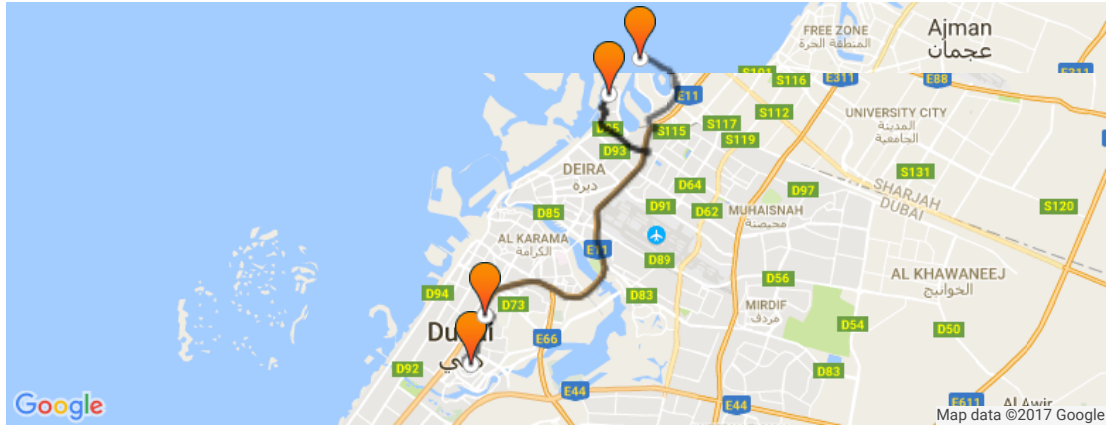 FREE ZONE
المنطقة الحرة
Ajman
عجمان
S116
E311
E88
E11
S112
UNIVERSITY CITY
المدينة
الجامعية
S117
S115
S119
D93
DEIRA
ديرة
S131
D64
D97
SHARJAH
DUBAI
S120
D91
D62
MUHAISNAH
محيصنة
D85
AL KARAMA
الكرامة
E11
D89
D56
AL KHAWANEEJ
الخوانيج
D94
D73
D83
MIRDIF
مردف
D54
D50
E66
D92
D83
E44
E44
E611
Al Awir
Google
Map data ©2017 Google